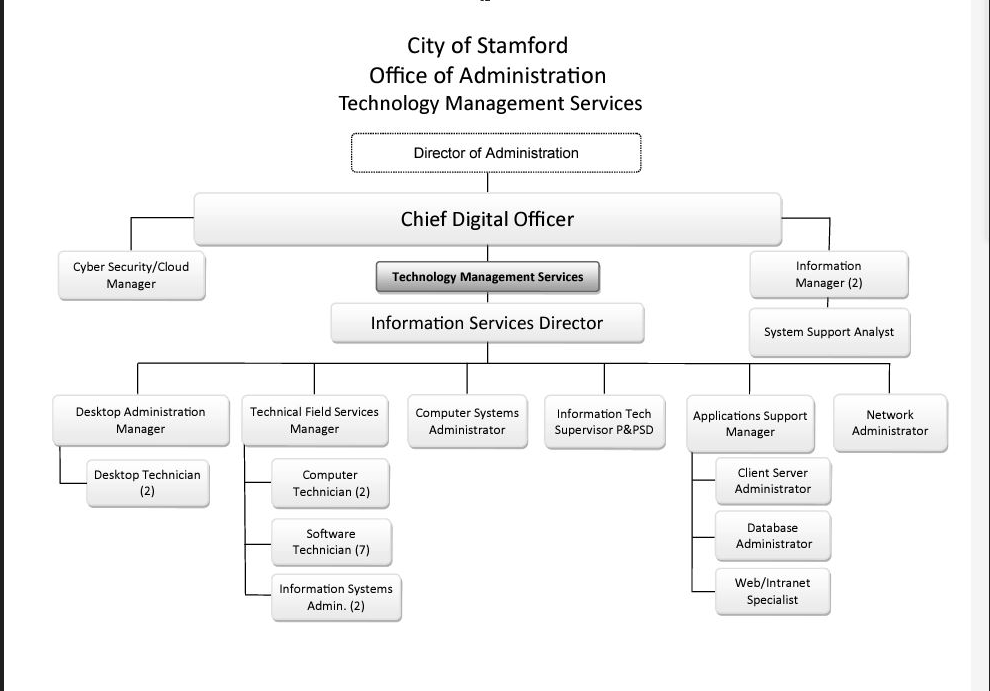 City of Stamford
Office of Administration
Technology Management Services
Director of Administration
Chief Digital Officer
Cyber Security/Cloud
Manager
Technology Management Services
Information
Manager (2)
Information Services Director
System Support Analyst
Desktop Administration
Manager
Technical Field Services
Manager
Computer Systems
Administrator
Information Tech
Supervisor P&PSD
Applications Support
Manager
Network
Administrator
Desktop Technician
(2)
Computer
Technician (2)
Software
Technician (7)
Information Systems
Admin. (2)
Client Server
Administrator
Database
Administrator
Web/Intranet
Specialist